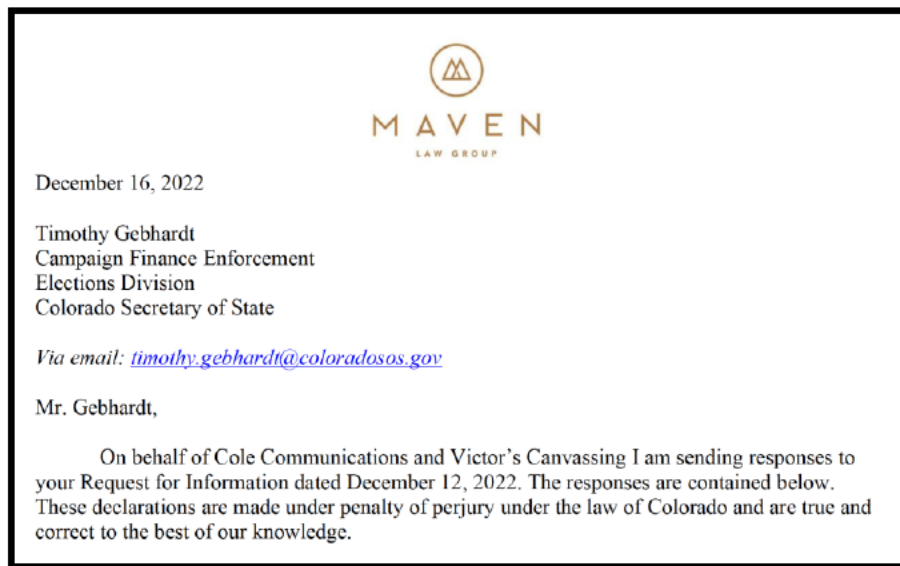 MAVEN
LAW GROUP
December 16, 2022
Timothy Gebhardt
Campaign Finance Enforcement
Elections Division
Colorado Secretary of State
Via email: timothy.gebhardt@coloradosos.gov
Mr. Gebhardt,
On behalf of Cole Communications and Victor's Canvassing I am sending responses to
your Request for Information dated December 12, 2022. The responses are contained below.
These declarations are made under penalty of perjury under the law of Colorado and are true and
correct to the best of our knowledge.